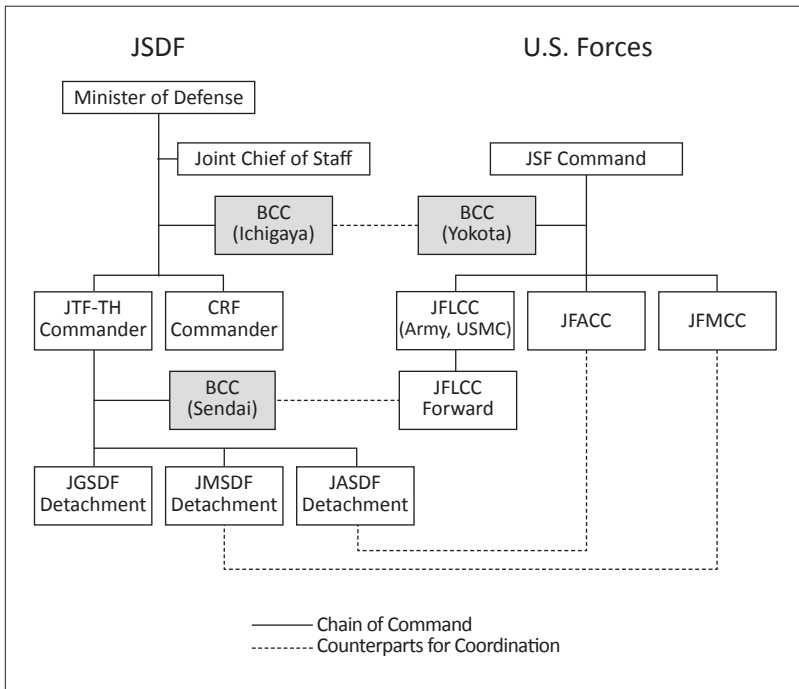 JSDF
U.S. Forces
Minister of Defense
Joint Chief of Staff
JSF Command
BCC
(Ichigaya)
BCC
(Yokota)
JTF-TH
Commander
CRF
Commander
JFLCC
(Army, USMC)
JFACC
JFMCC
BCC
(Sendai)
JFLCC
Forward
JGSDF
Detachment
JMSDF
Detachment
JASDF
Detachment
Chain of Command
Counterparts for Coordination